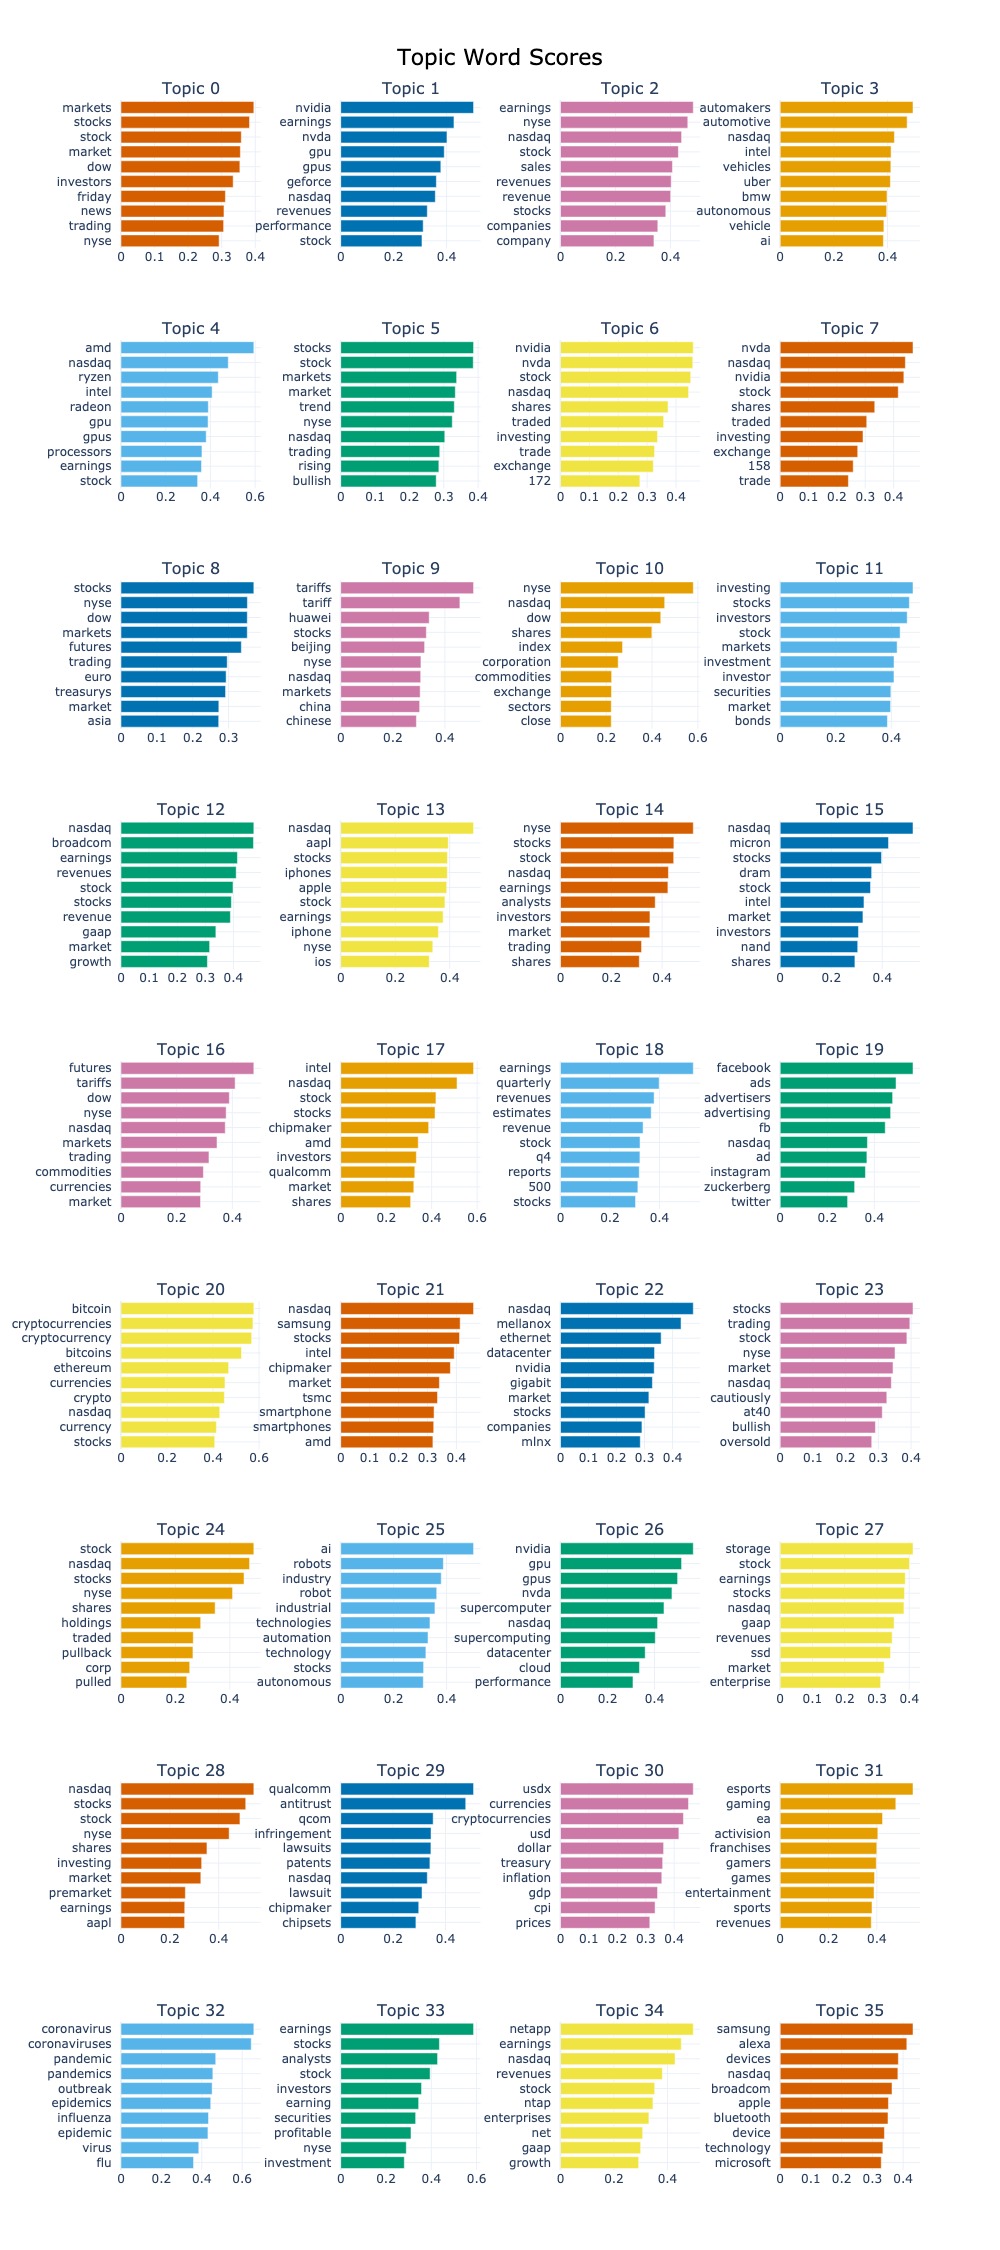 Topic Word Scores
Topic 0
markets
stocks
stock
market
dow
investors
friday
news
trading
nyse
0 0.1 0.2 0.3 0.4
Topic 1
nvidia
earnings
nvda
gpu
gpus
geforce
nasdaq
revenues
performance
stock
0 0.2 0.4
Topic 2
earnings
nyse
nasdaq
stock
sales
revenues
revenue
stocks
companies
company
0 0.2 0.4
Topic 3
automakers
automotive
nasdaq
intel
vehicles
uber
bmw
autonomous
vehicle
ai
0 0.2 0.4
Topic 4
amd
nasdaq
ryzen
intel
radeon
gpu
gpus
processors
earnings
stock
0 0.2 0.4 0.6
Topic 5
stocks
stock
markets
market
trend
nyse
nasdaq
trading
rising
bullish
0 0.1 0.2 0.3 0.4
Topic 6
nvidia
nvda
stock
nasdaq
shares
traded
investing
trade
exchange
172
0 0.1 0.2 0.3 0.4
Topic 7
nvda
nasdaq
nvidia
stock
shares
traded
investing
exchange
158
trade
0 0.1 0.2 0.3 0.4
Topic 8
stocks
nyse
dow
markets
futures
trading
euro
treasurys
market
asia
0 0.1 0.2 0.3
Topic 9
tariffs
tariff
huawei
stocks
beijing
nyse
nasdaq
markets
china
chinese
0 0.2 0.4
Topic 10
nyse
nasdaq
dow
shares
index
corporation
commodities
exchange
sectors
close
0 0.2 0.4 0.6
Topic 11
investing
stocks
investors
stock
markets
investment
investor
securities
market
bonds
0 0.2 0.4
Topic 12
nasdaq
broadcom
earnings
revenues
stock
stocks
revenue
gaap
market
growth
0 0.1 0.2 0.3 0.4
Topic 13
nasdaq
aapl
stocks
iphones
apple
stock
earnings
iphone
nyse
ios
0 0.2 0.4
Topic 14
nyse
stocks
stock
nasdaq
earnings
analysts
investors
market
trading
shares
0 0.2 0.4
Topic 15
nasdaq
micron
stocks
dram
stock
intel
market
investors
nand
shares
0 0.2 0.4
Topic 16
futures
tariffs
dow
nyse
nasdaq
markets
trading
commodities
currencies
market
0 0.2 0.4
Topic 17
intel
nasdaq
stock
stocks
chipmaker
amd
investors
qualcomm
market
shares
0 0.2 0.4 0.6
Topic 18
earnings
quarterly
revenues
estimates
revenue
stock
q4
reports
500
stocks
0 0.2 0.4
Topic 19
facebook
ads
advertisers
advertising
fb
nasdaq
ad
instagram
zuckerberg
twitter
0 0.2 0.4
Topic 20
bitcoin
cryptocurrencies
cryptocurrency
bitcoins
ethereum
currencies
crypto
nasdaq
currency
stocks
0 0.2 0.4 0.6
Topic 21
nasdaq
samsung
stocks
intel
chipmaker
market
tsmc
smartphone
smartphones
amd
0 0.1 0.2 0.3 0.4
Topic 22
nasdaq
mellanox
ethernet
datacenter
nvidia
gigabit
market
stocks
companies
mlnx
0 0.1 0.2 0.3 0.4
Topic 23
stocks
trading
stock
nyse
market
nasdaq
cautiously
at40
bullish
oversold
0 0.1 0.2 0.3 0.4
Topic 24
stock
nasdaq
stocks
nyse
shares
holdings
traded
pullback
corp
pulled
0 0.2 0.4
Topic 25
ai
robots
industry
robot
industrial
technologies
automation
technology
stocks
autonomous
0 0.2 0.4
Topic 26
nvidia
gpu
gpus
nvda
supercomputer
nasdaq
supercomputing
datacenter
cloud
performance
0 0.2 0.4
Topic 27
storage
stock
earnings
stocks
nasdaq
gaap
revenues
ssd
market
enterprise
0 0.1 0.2 0.3 0.4
Topic 28
nasdaq
stocks
stock
nyse
shares
investing
market
premarket
earnings
aapl
0 0.2 0.4
Topic 29
qualcomm
antitrust
qcom
infringement
lawsuits
patents
nasdaq
lawsuit
chipmaker
chipsets
0 0.2 0.4
Topic 30
usdx
currencies
cryptocurrencies
usd
dollar
treasury
inflation
gdp
cpi
prices
0 0.1 0.2 0.3 0.4
Topic 31
esports
gaming
ea
activision
franchises
gamers
games
entertainment
sports
revenues
0 0.2 0.4
Topic 32
coronavirus
coronaviruses
pandemic
pandemics
outbreak
epidemics
influenza
epidemic
virus
flu
0 0.2 0.4 0.6
Topic 33
earnings
stocks
analysts
stock
investors
earning
securities
profitable
nyse
investment
0 0.2 0.4 0.6
Topic 34
netapp
earnings
nasdaq
revenues
stock
ntap
enterprises
net
gaap
growth
0 0.2 0.4
Topic 35
samsung
alexa
devices
nasdaq
broadcom
apple
bluetooth
device
technology
microsoft
0 0.1 0.2 0.3 0.4